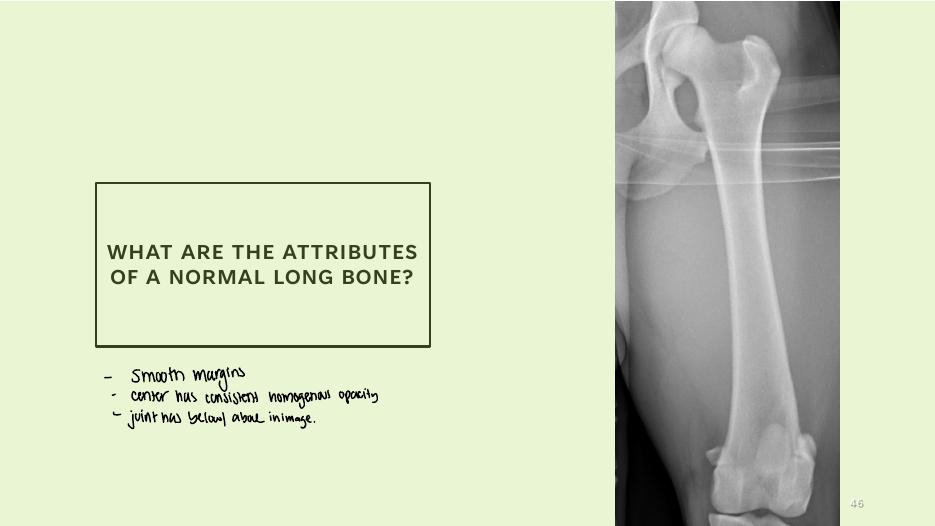 WHAT ARE THE ATTRIBUTES
OF A NORMAL LONG BONE?
- Smooth margins
- center has consistent homogenous opacity
- joint has below/above in image.
46